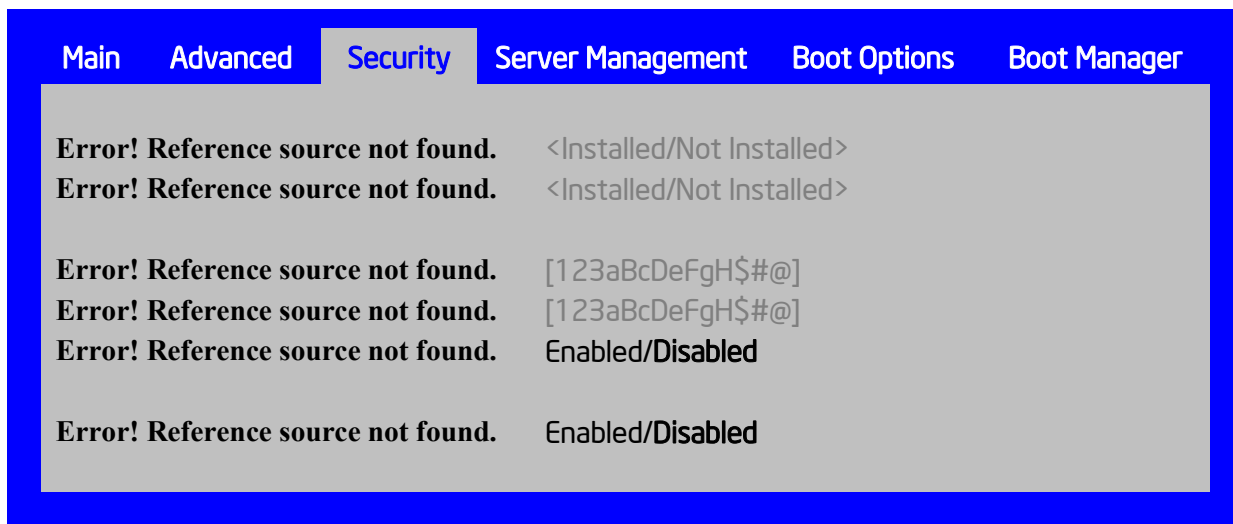 Main Advanced Security Server Management Boot Options Boot Manager
Error! Reference source not found. <Installed/Not Installed>
Error! Reference source not found. <Installed/Not Installed>
Error! Reference source not found. [123aBcDeFgH$#@]
Error! Reference source not found. [123aBcDeFgH$#@]
Error! Reference source not found. Enabled/Disabled
Error! Reference source not found. Enabled/Disabled